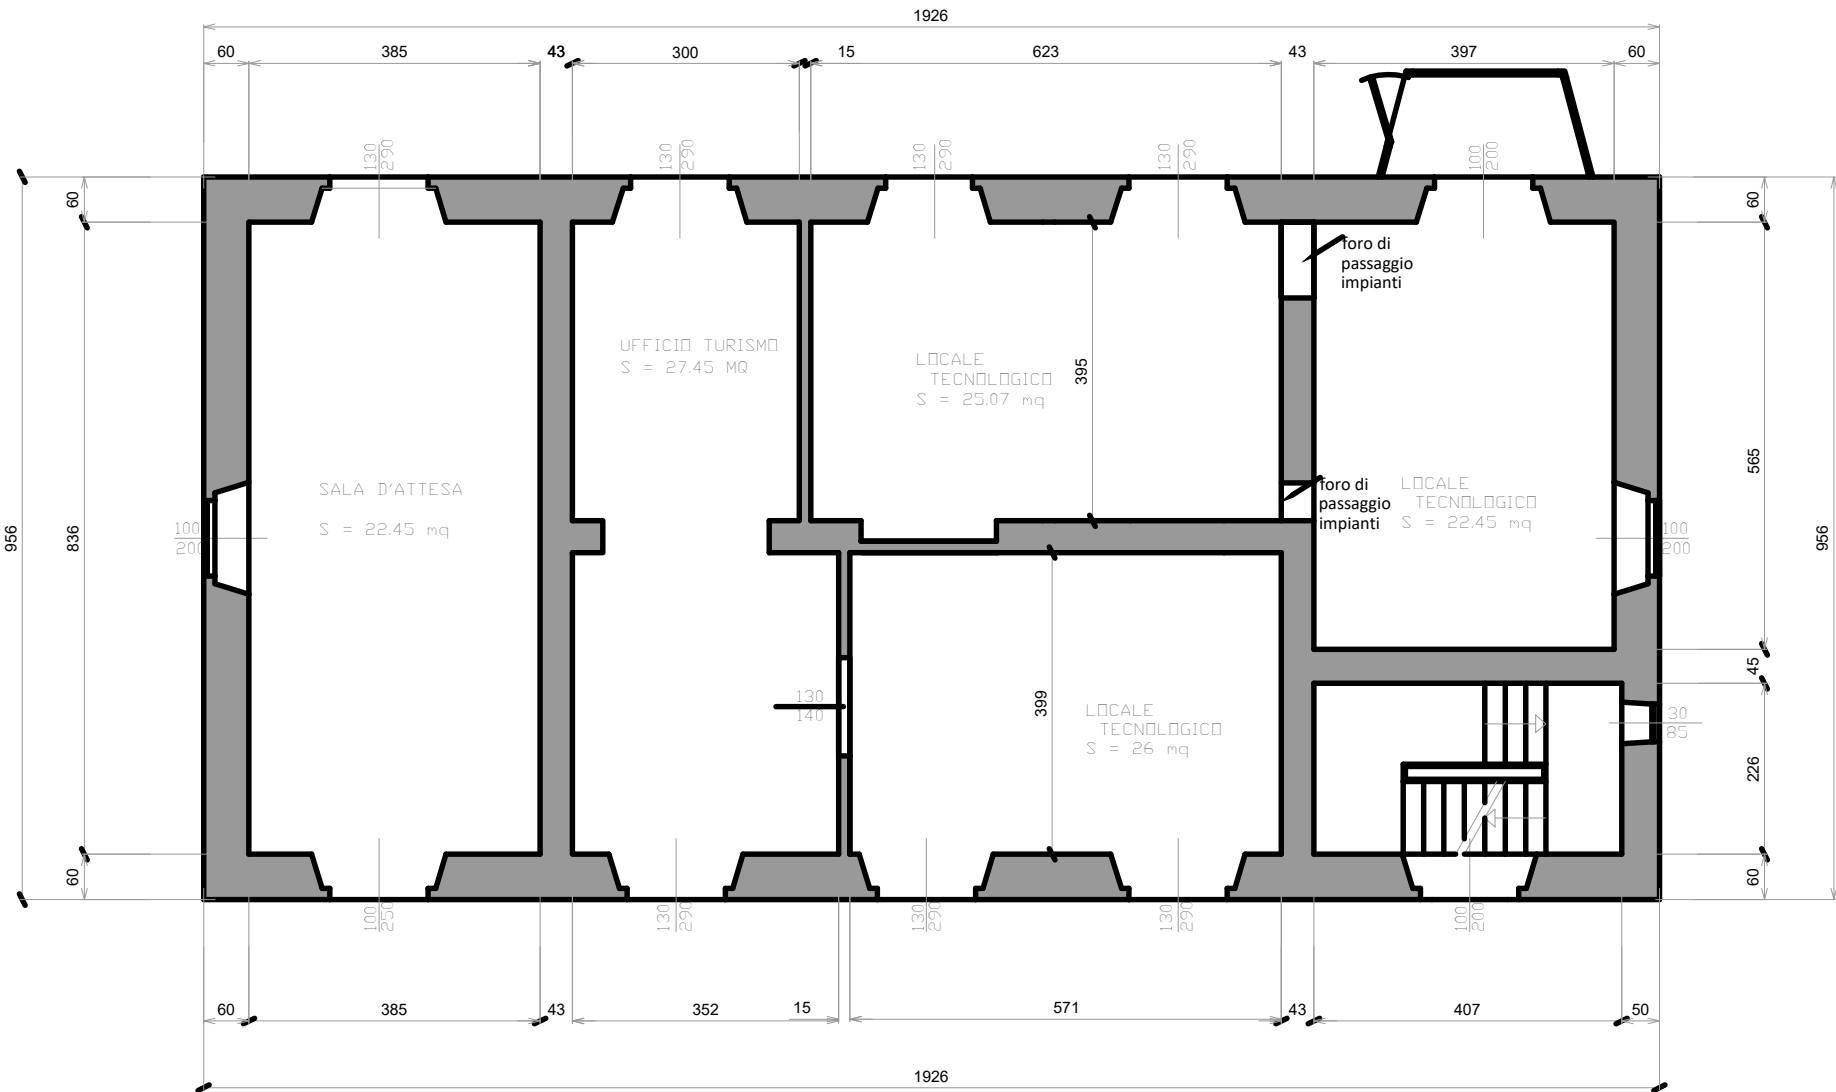 1926
60 385 43 300 15 623 43 397 60
130
290
130
290
130
290
130
290
100
200
60
60
foro di
passaggio
impianti
UFFICIO TURISMO
S = 27.45 MQ
LOCALE
TECNOLOGICO
S = 25.07 mq
395
565
SALA D'ATTESA
S = 22.45 mq
foro di
passaggio
impianti
LOCALE
TECNOLOGICO
S = 22.45 mq
100
200
100
200
956
836
956
45
130
140
399
LOCALE
TECNOLOGICO
S = 26 mq
30
85
226
60
60
100
250
130
290
130
290
130
290
100
200
60 385 43 352 15 571 43 407 50
1926